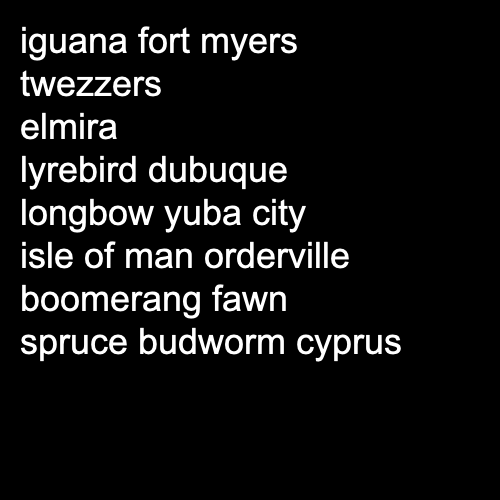 iguana fort myers
twezzers
elmira
lyrebird dubuque
longbow yuba city
isle of man orderville
boomerang fawn
spruce budworm cyprus